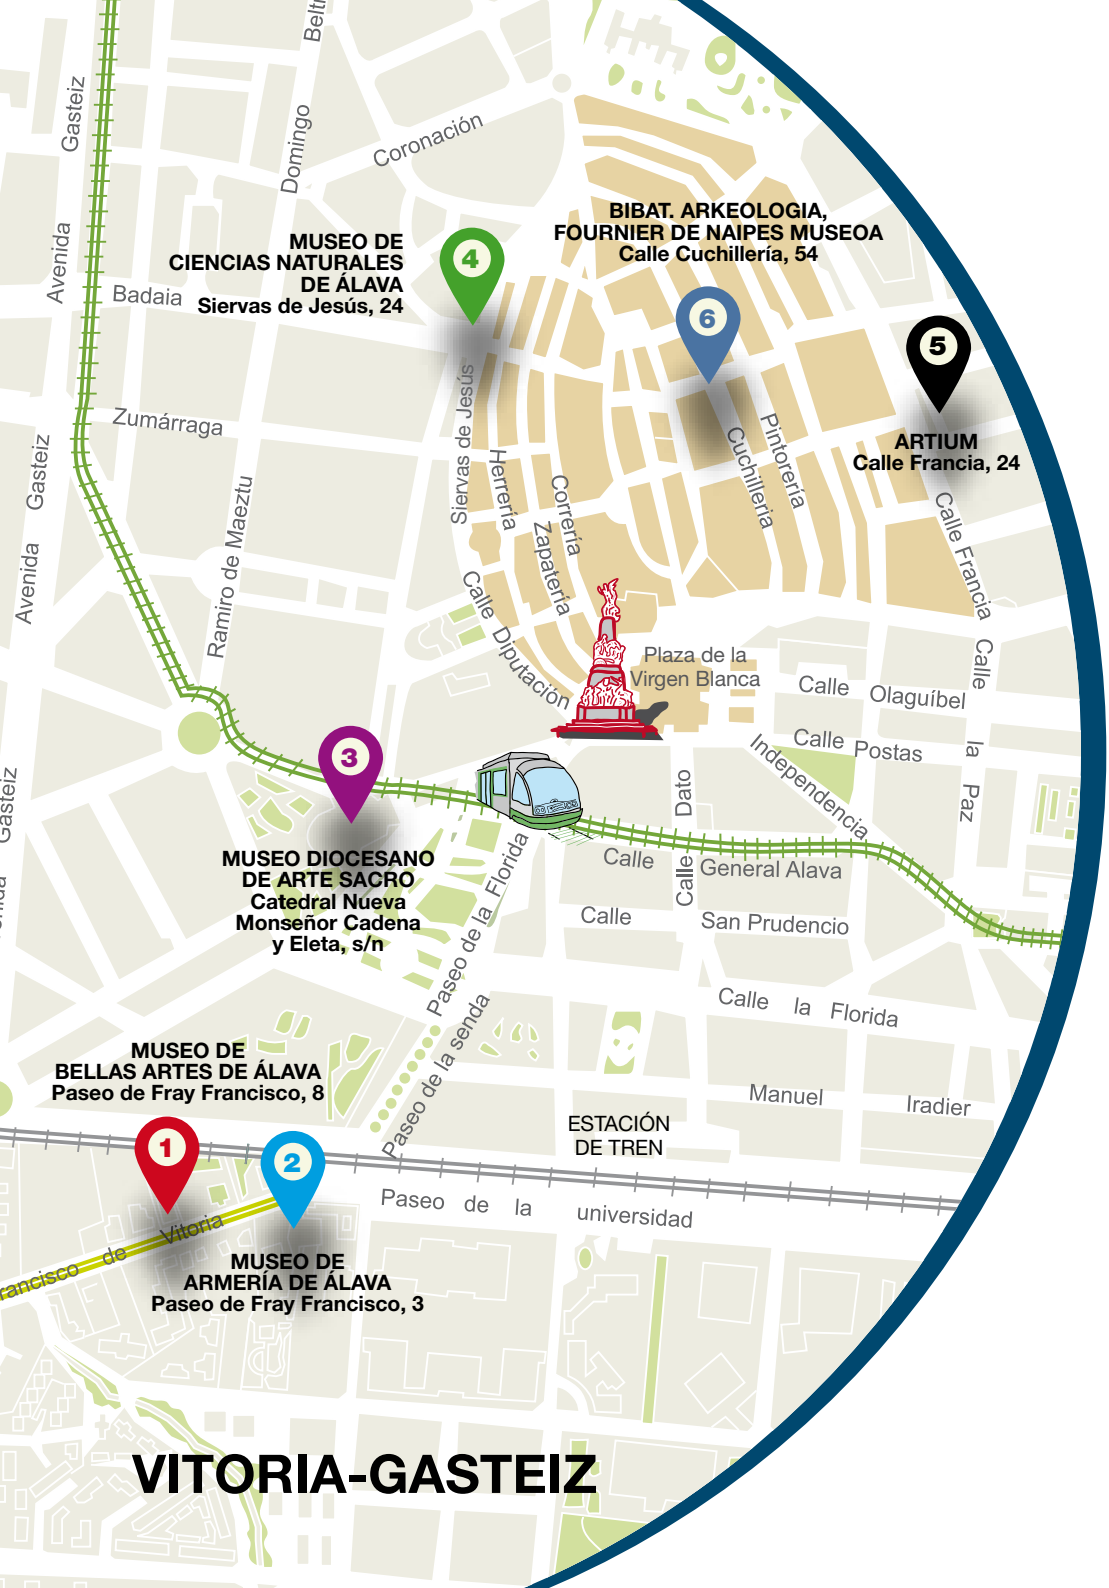 Beltr
Gasteiz
Domingo
Coronación
Avenida
Badaia
MUSEO DE
CIENCIAS NATURALES
DE ÁLAVA
Siervas de Jesús, 24
4
BIBAT. ARKEOLOGIA,
FOURNIER DE NAIPES MUSEOA
Calle Cuchillería, 54
6
5
ARTIUM
Calle Francia, 24
Zumárraga
Gasteiz
Avenida
Ramiro de Maeztu
Siervas de Jesús
Herrería
Correría
Zapatería
Cuchilleria
Pintorería
Calle Francia
Calle Diputación
Plaza de la
Virgen Blanca
Calle Olaguíbel
Calle la Paz
Calle Postas
Independencia
Calle Dato
3
MUSEO DIOCESANO
DE ARTE SACRO
Catedral Nueva
Monseñor Cadena
y Eleta, s/n
Gasteiz
Calle General Alava
Calle San Prudencio
Paseo de la Florida
Paseo de la senda
Calle la Florida
Manuel Iradier
MUSEO DE
BELLAS ARTES DE ÁLAVA
Paseo de Fray Francisco, 8
1
2
ESTACIÓN
DE TREN
Paseo de la universidad
rancisco de Vitoria
MUSEO DE
ARMERÍA DE ÁLAVA
Paseo de Fray Francisco, 3
VITORIA-GASTEIZ